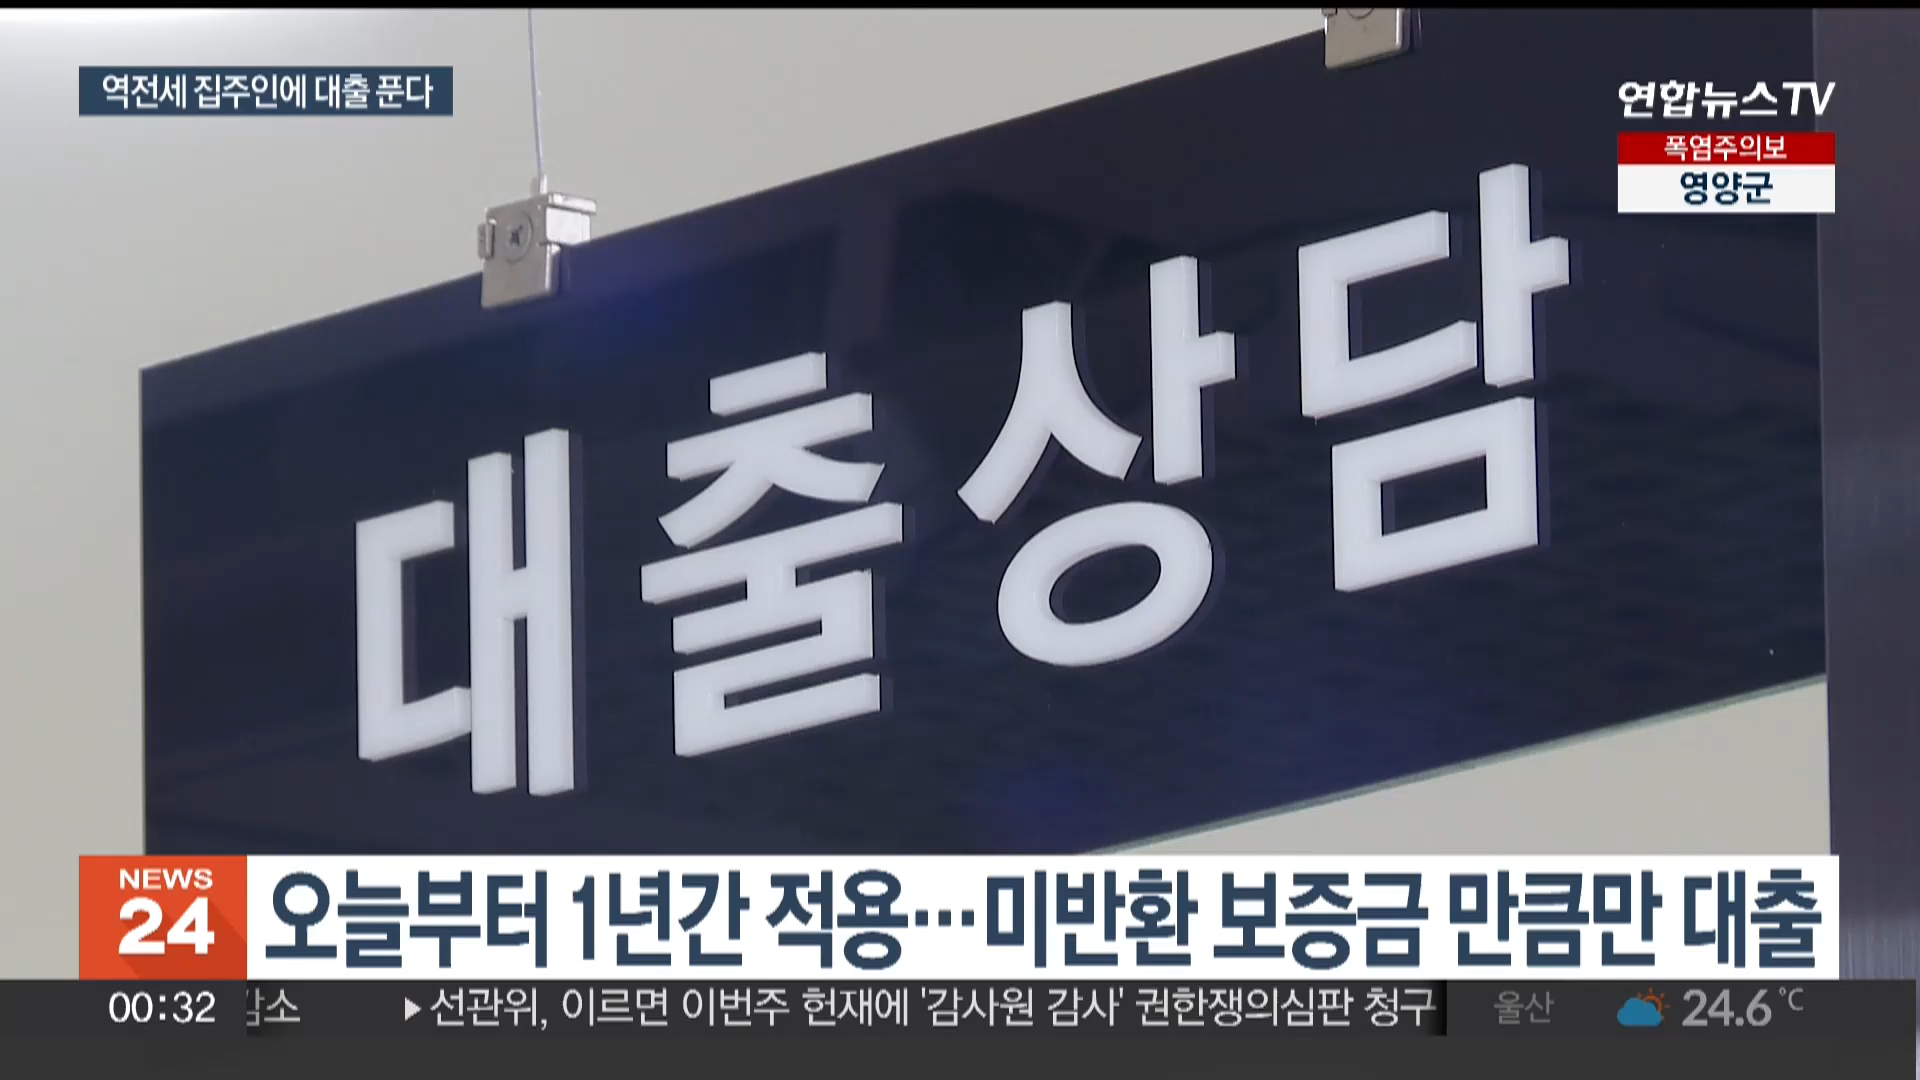 역전세 집주인에 대출 푼다
연합뉴스TV
폭염주의보
영양군
대출상담
NEWS
24
오늘부터 1년간 적용…미반환 보증금 만큼만 대출
00:32
감소 ▶선관위, 이르면 이번주 헌재에 '감사원 감사' 권한쟁의심판 청구
울산 24.6℃